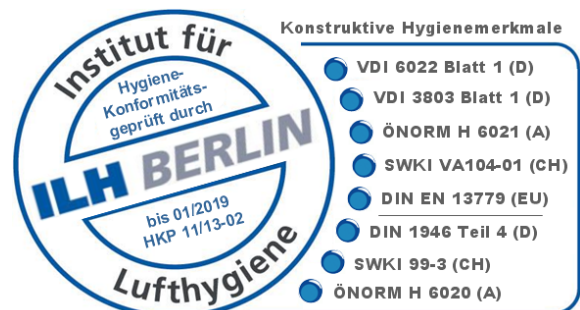 Institut für
Hygiene-
Konformitäts-
geprüft durch
ILH BERLIN
bis 01/2019
HKP 11/13-02
Lufthygiene
Konstruktive Hygienemerkmale
VDI 6022 Blatt 1 (D)
VDI 3803 Blatt 1 (D)
ÖNORM H 6021 (A)
SWKI VA104-01 (CH)
DIN EN 13779 (EU)
DIN 1946 Teil 4 (D)
SWKI 99-3 (CH)
ÖNORM H 6020 (A)